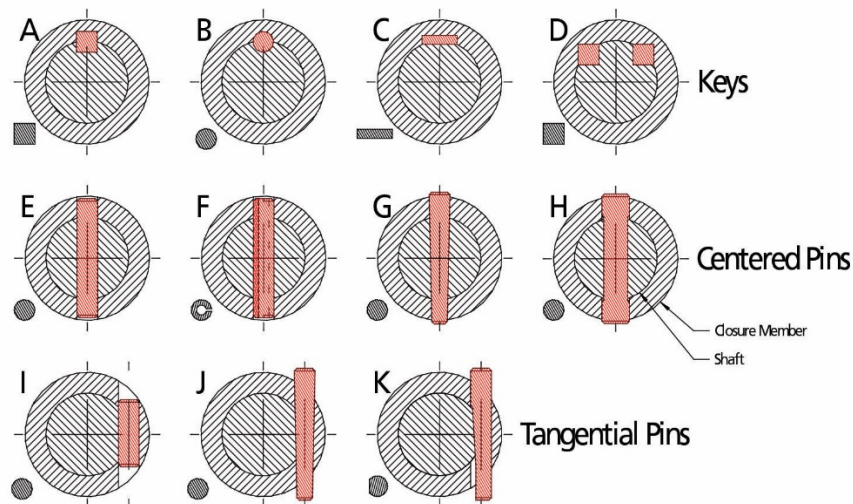 A B C D
Keys
E F G H
Centered Pins
Closure Member
Shaft
I J K
Tangential Pins